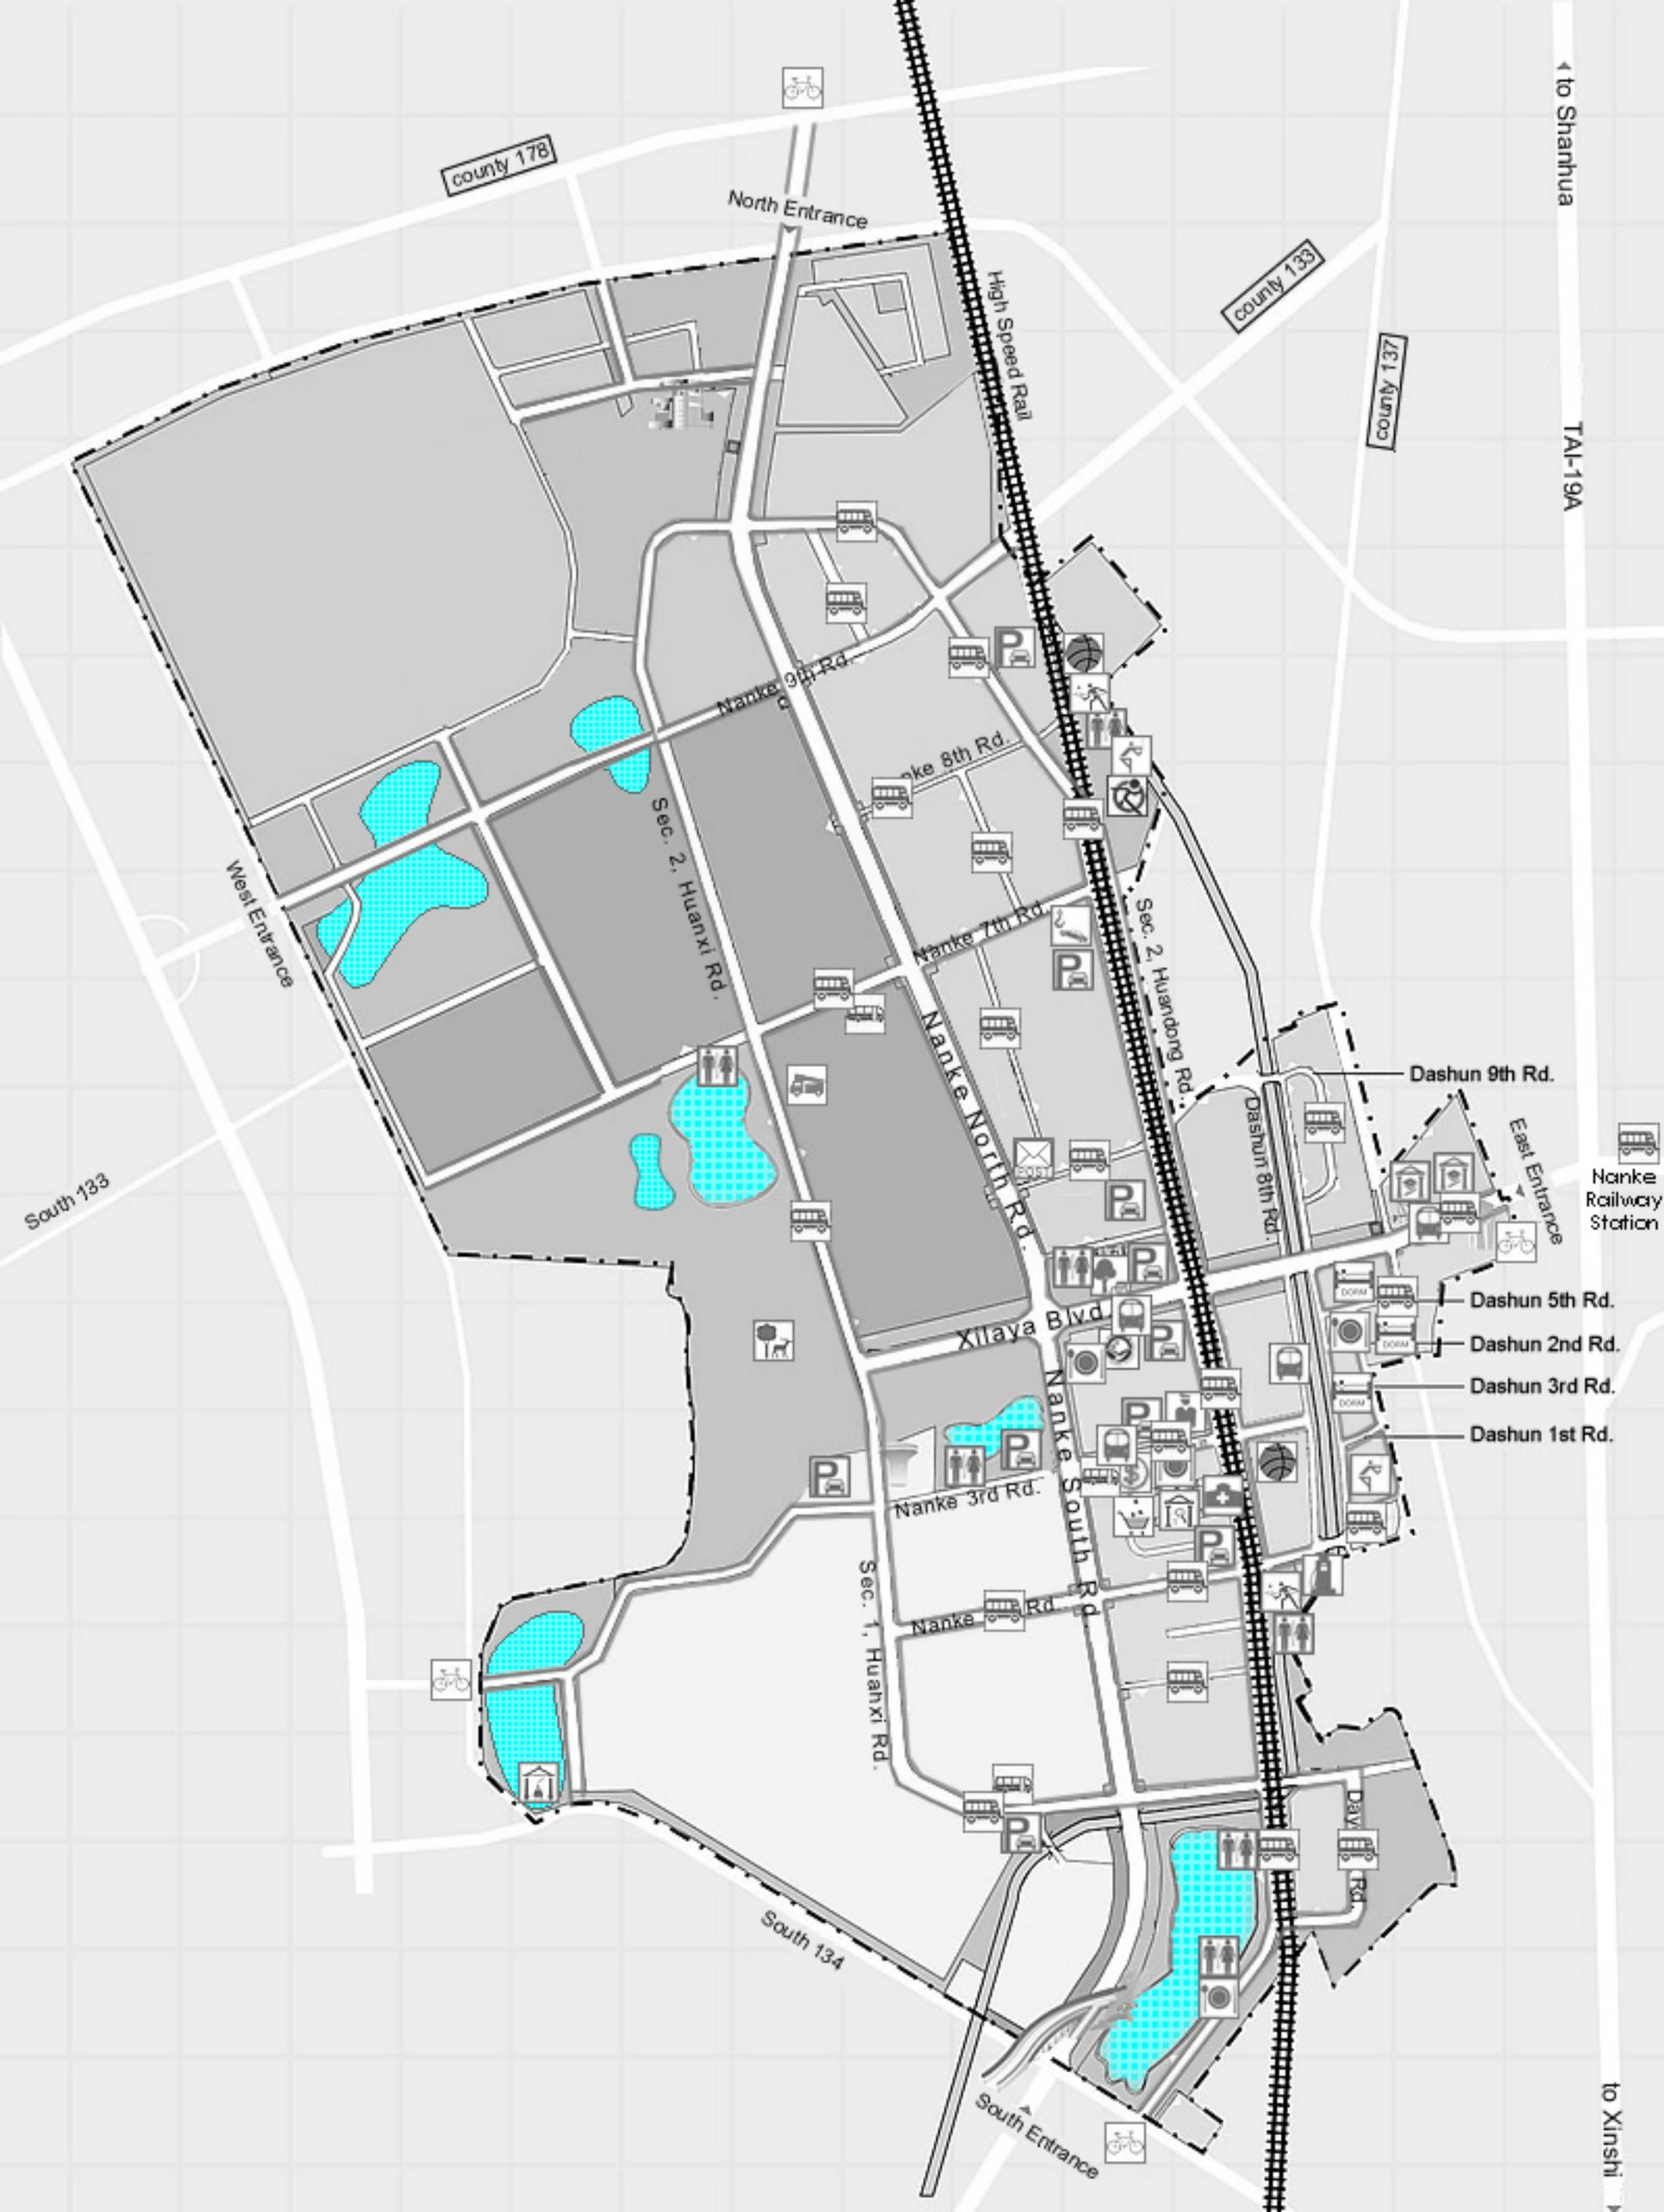 to Shanhua
county 178
North Entrance
county 133
High Speed Rail
county 137
TAI-19A
Nanke 9th Rd.
8th Rd.
Sec. 2, Huanxi Rd.
West Entrance
Nanke 7th Rd.
Sec. 2, Huandong Rd.
Nanke North Rd.
Dashun 9th Rd.
Dashun 8th Rd.
East Entrance
POST
Nanke
Railway
Station
South 133
P
P
P
P
DORM
Dashun 5th Rd.
Xilaya Blvd
P
DORM
Dashun 2nd Rd.
DORM
Dashun 3rd Rd.
P
Dashun 1st Rd.
P
P
$
Nanke 3rd Rd.
Nanke South Rd
P
Nanke Rd.
Sec. 1, Huanxi Rd.
P
Rd.
South 134
South Entrance
to Xinshi